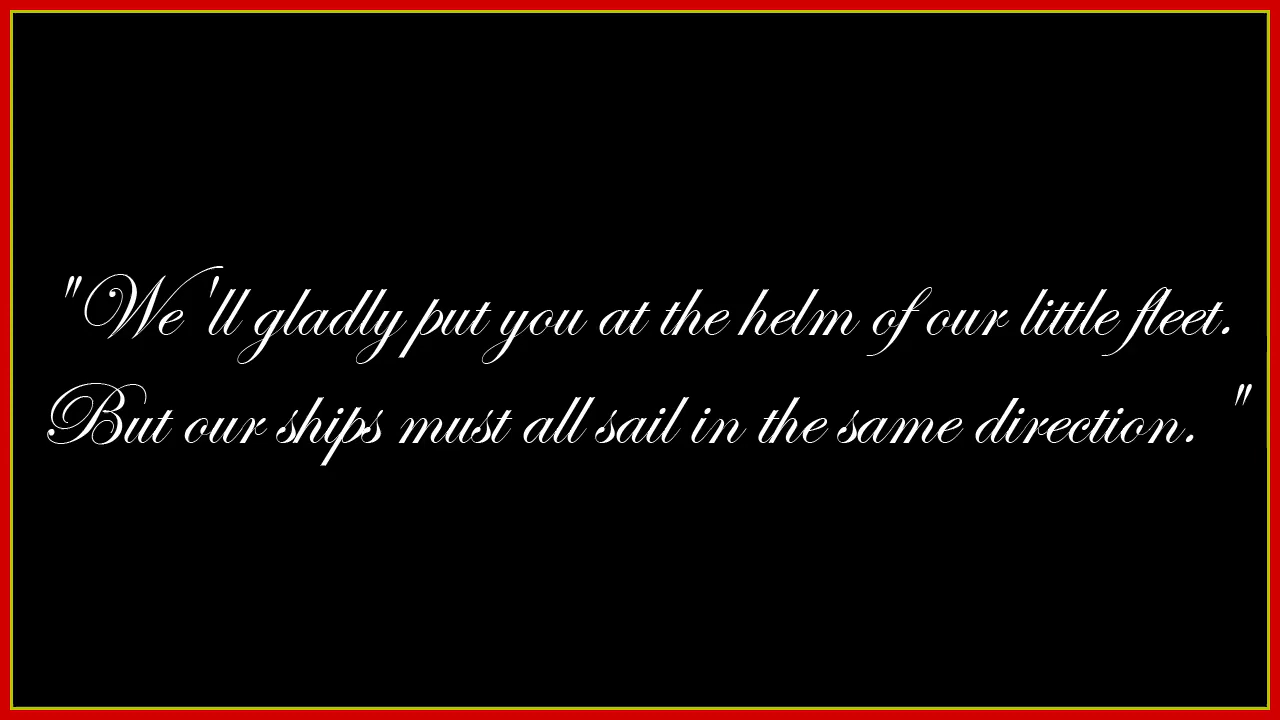 "We'll gladly put you at the helm of our little fleet.
But our ships must all sail in the same direction. "